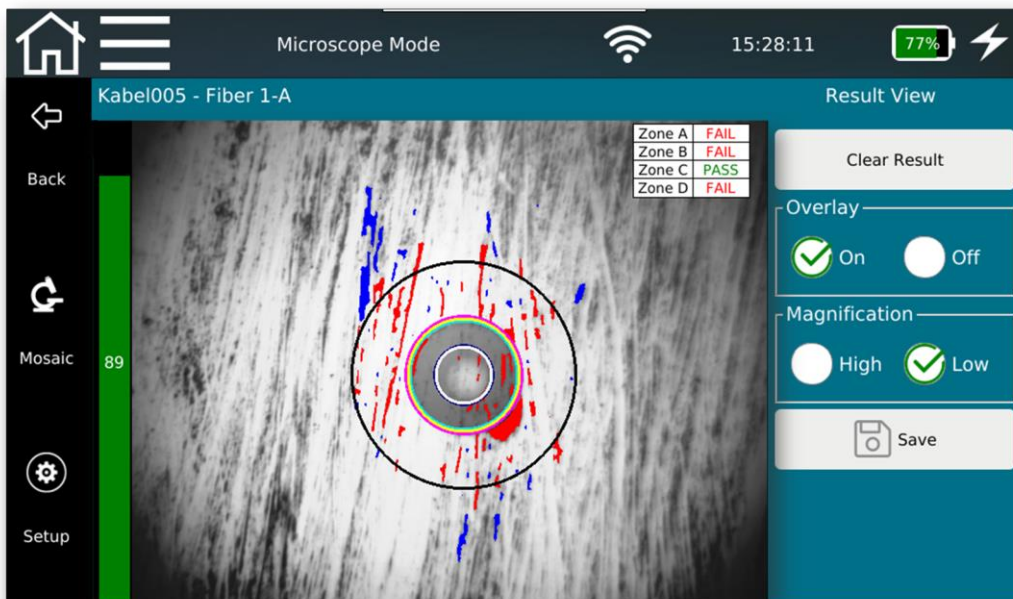 Microscope Mode
15:28:11
77%
Kabel005 - Fiber 1-A
Result View
Back
Mosaic
Setup
89
Zone A FAIL
Zone B FAIL
Zone C PASS
Zone D FAIL
Clear Result
Overlay
On
Off
Magnification
High
Low
Save